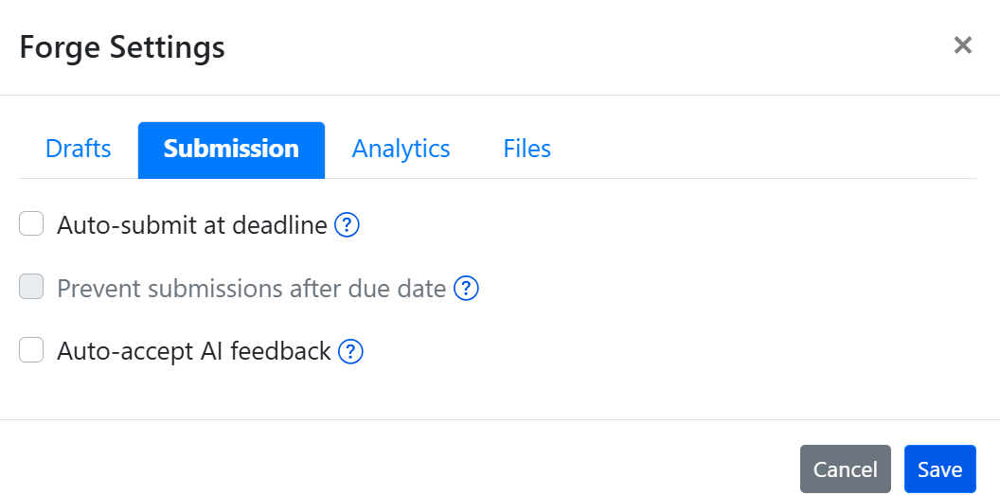 Forge Settings ×
Drafts Submission Analytics Files
Auto-submit at deadline ?
Prevent submissions after due date ?
Auto-accept AI feedback ?
Cancel Save